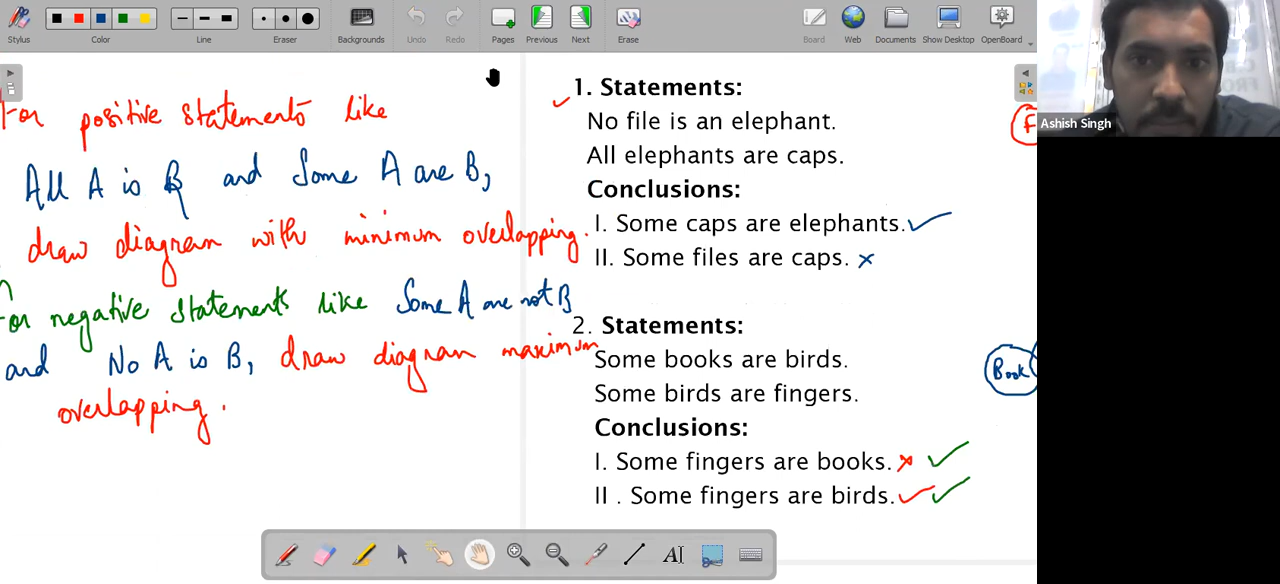 Stylus
Color
Line
Eraser
Backgrounds
Undo
Redo
Pages
Previous
Next
Erase
Board
Web
Documents
Show Desktop
OpenBoard
For positive statements like
All A is B and Some A are B,
draw diagram with minimum overlapping.
For negative statements like Some A are not B
and No A is B, draw diagram maximum
overlapping.
1. Statements:
No file is an elephant.
All elephants are caps.
Conclusions:
I. Some caps are elephants.
II. Some files are caps.
2. Statements:
Some books are birds.
Some birds are fingers.
Conclusions:
I. Some fingers are books.
II . Some fingers are birds.
Book
Ashish Singh
AI